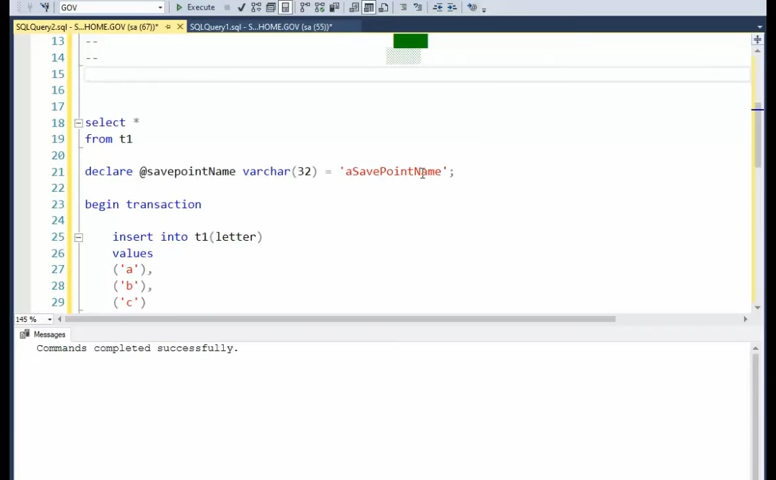 Execute GOV
SQLQuery2.sql - S...HOME.GOV (sa (67))* SQLQuery1.sql - S...HOME.GOV (sa (55))*
13 --
14 --
15
16
17
18 select *
19 from t1
20
21 declare @savepointName varchar(32) = 'aSavePointName';
22
23 begin transaction
24
25 insert into t1(letter)
26 values
27 ('a'),
28 ('b'),
29 ('c')
145 %
Messages
Commands completed successfully.